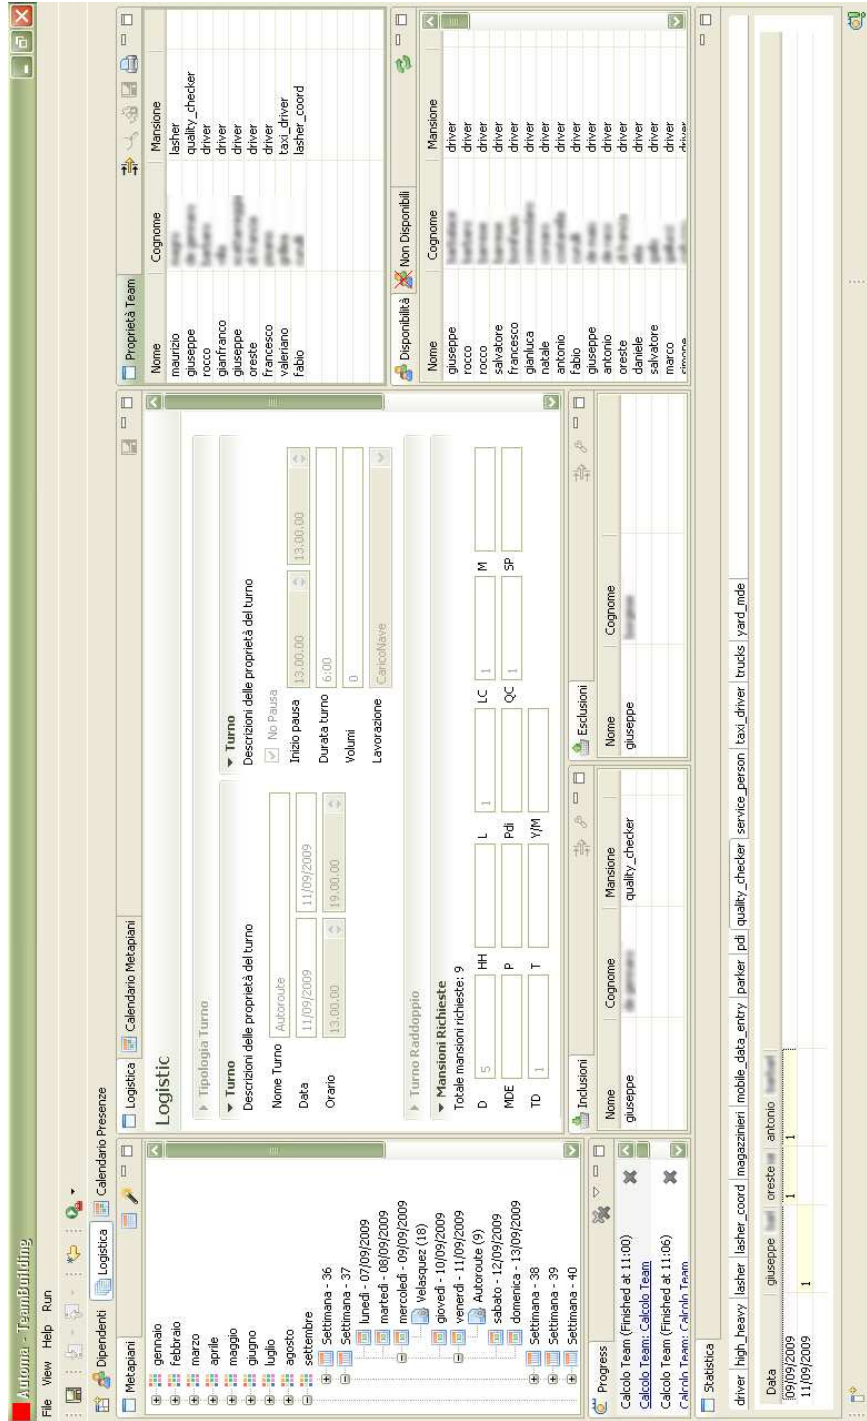 Automa - TeamBuilding
File View Help Run
Dipendenti Logistica Calendario Presenze
Metapiani
gennaio
febbraio
marzo
aprile
maggio
giugno
luglio
agosto
settembre
Settimana - 36
Settimana - 37
lunedì - 07/09/2009
martedì - 08/09/2009
mercoledì - 09/09/2009
Velasquez (18)
giovedì - 10/09/2009
venerdì - 11/09/2009
Autoroute (9)
sabato - 12/09/2009
domenica - 13/09/2009
Settimana - 38
Settimana - 39
Settimana - 40
Progress
Calcolo Team (Finished at 11:00)
Calcolo Team: Calcolo Team
Calcolo Team (Finished at 11:06)
Calcolo Team: Calcolo Team
Logistica Calendario Metapiani
Logistic
Tipologia Turno
Turno
Descrizioni delle proprietà del turno
Nome Turno Autoroute
Data 11/09/2009 11/09/2009
Orario 13.00.00 19.00.00
Turno
Descrizioni delle proprietà del turno
No Pausa
Inizio pausa 13.00.00 13.00.00
Durata turno 6:00
Volumi 0
Lavorazione CaricoNave
Turno Raddoppio
Mansioni Richieste
Totale mansioni richieste: 9
D 5 HH L 1 LC 1 M
MDE P Pdi QC 1 SP
TD 1 T Y/M
Inclusioni
Nome Cognome Mansione
giuseppe quality_checker
Esclusioni
Nome Cognome
giuseppe
Proprietà Team
Nome Cognome Mansione
maurizio lasher
giuseppe quality_checker
rocco driver
gianfranco driver
giuseppe driver
oreste driver
francesco driver
valeriano taxi_driver
fabio lasher_coord
Disponibilità Non Disponibili
Nome Cognome Mansione
giuseppe driver
rocco driver
rocco driver
salvatore driver
francesco driver
gianluca driver
natale driver
antonio driver
fabio driver
giuseppe driver
antonio driver
oreste driver
daniele driver
salvatore driver
marco driver
simone driver
Statistica
driver high_heavy lasher lasher_coord magazzinieri mobile_data_entry parker pdi quality_checker service_person taxi_driver trucks yard_mde
Data giuseppe oreste antonio
09/09/2009 1 1
11/09/2009 1